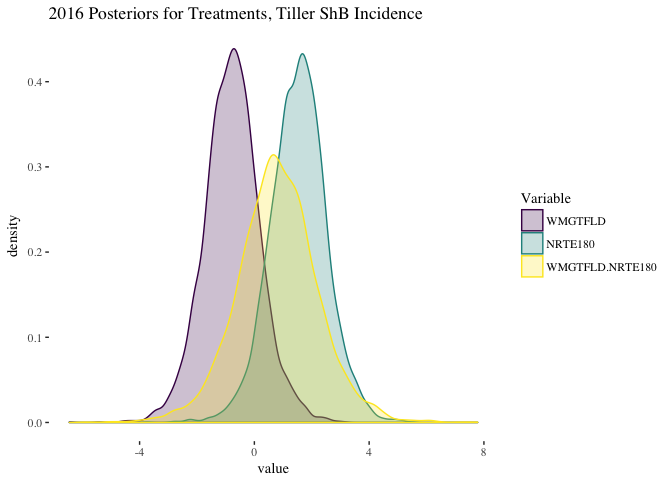 2016 Posteriors for Treatments, Tiller ShB Incidence
0.4
0.3
0.2
0.1
0.0
density
-4
0
4
8
value
Variable
WMGTFLD
NRTE180
WMGTFLD.NRTE180